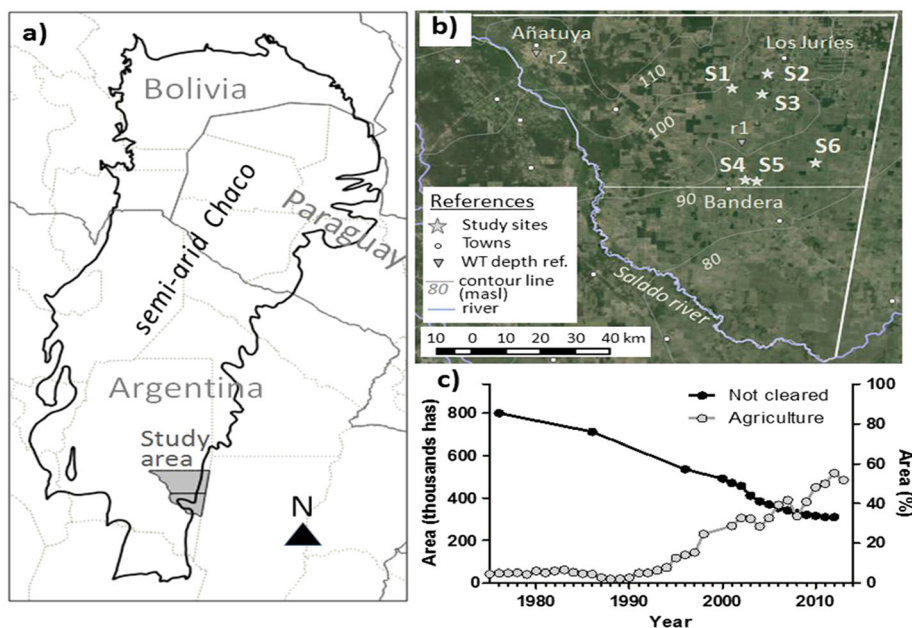 a)
Bolivia
semi-arid Chaco
Paraguay
Argentina
Study
area
N
b)
Añatuya
r2
Los Juríes
110
S1
S2
S3
100
r1
S6
S4
S5
90
Bandera
80
Salado river
References
Study sites
Towns
WT depth ref.
80 contour line
(masl)
river
10 0 10 20 30 40 km
c)
Not cleared
Agriculture
Area (thousands has)
800
600
400
200
0
100
80
60
40
20
0
Area (%)
1980 1990 2000 2010
Year